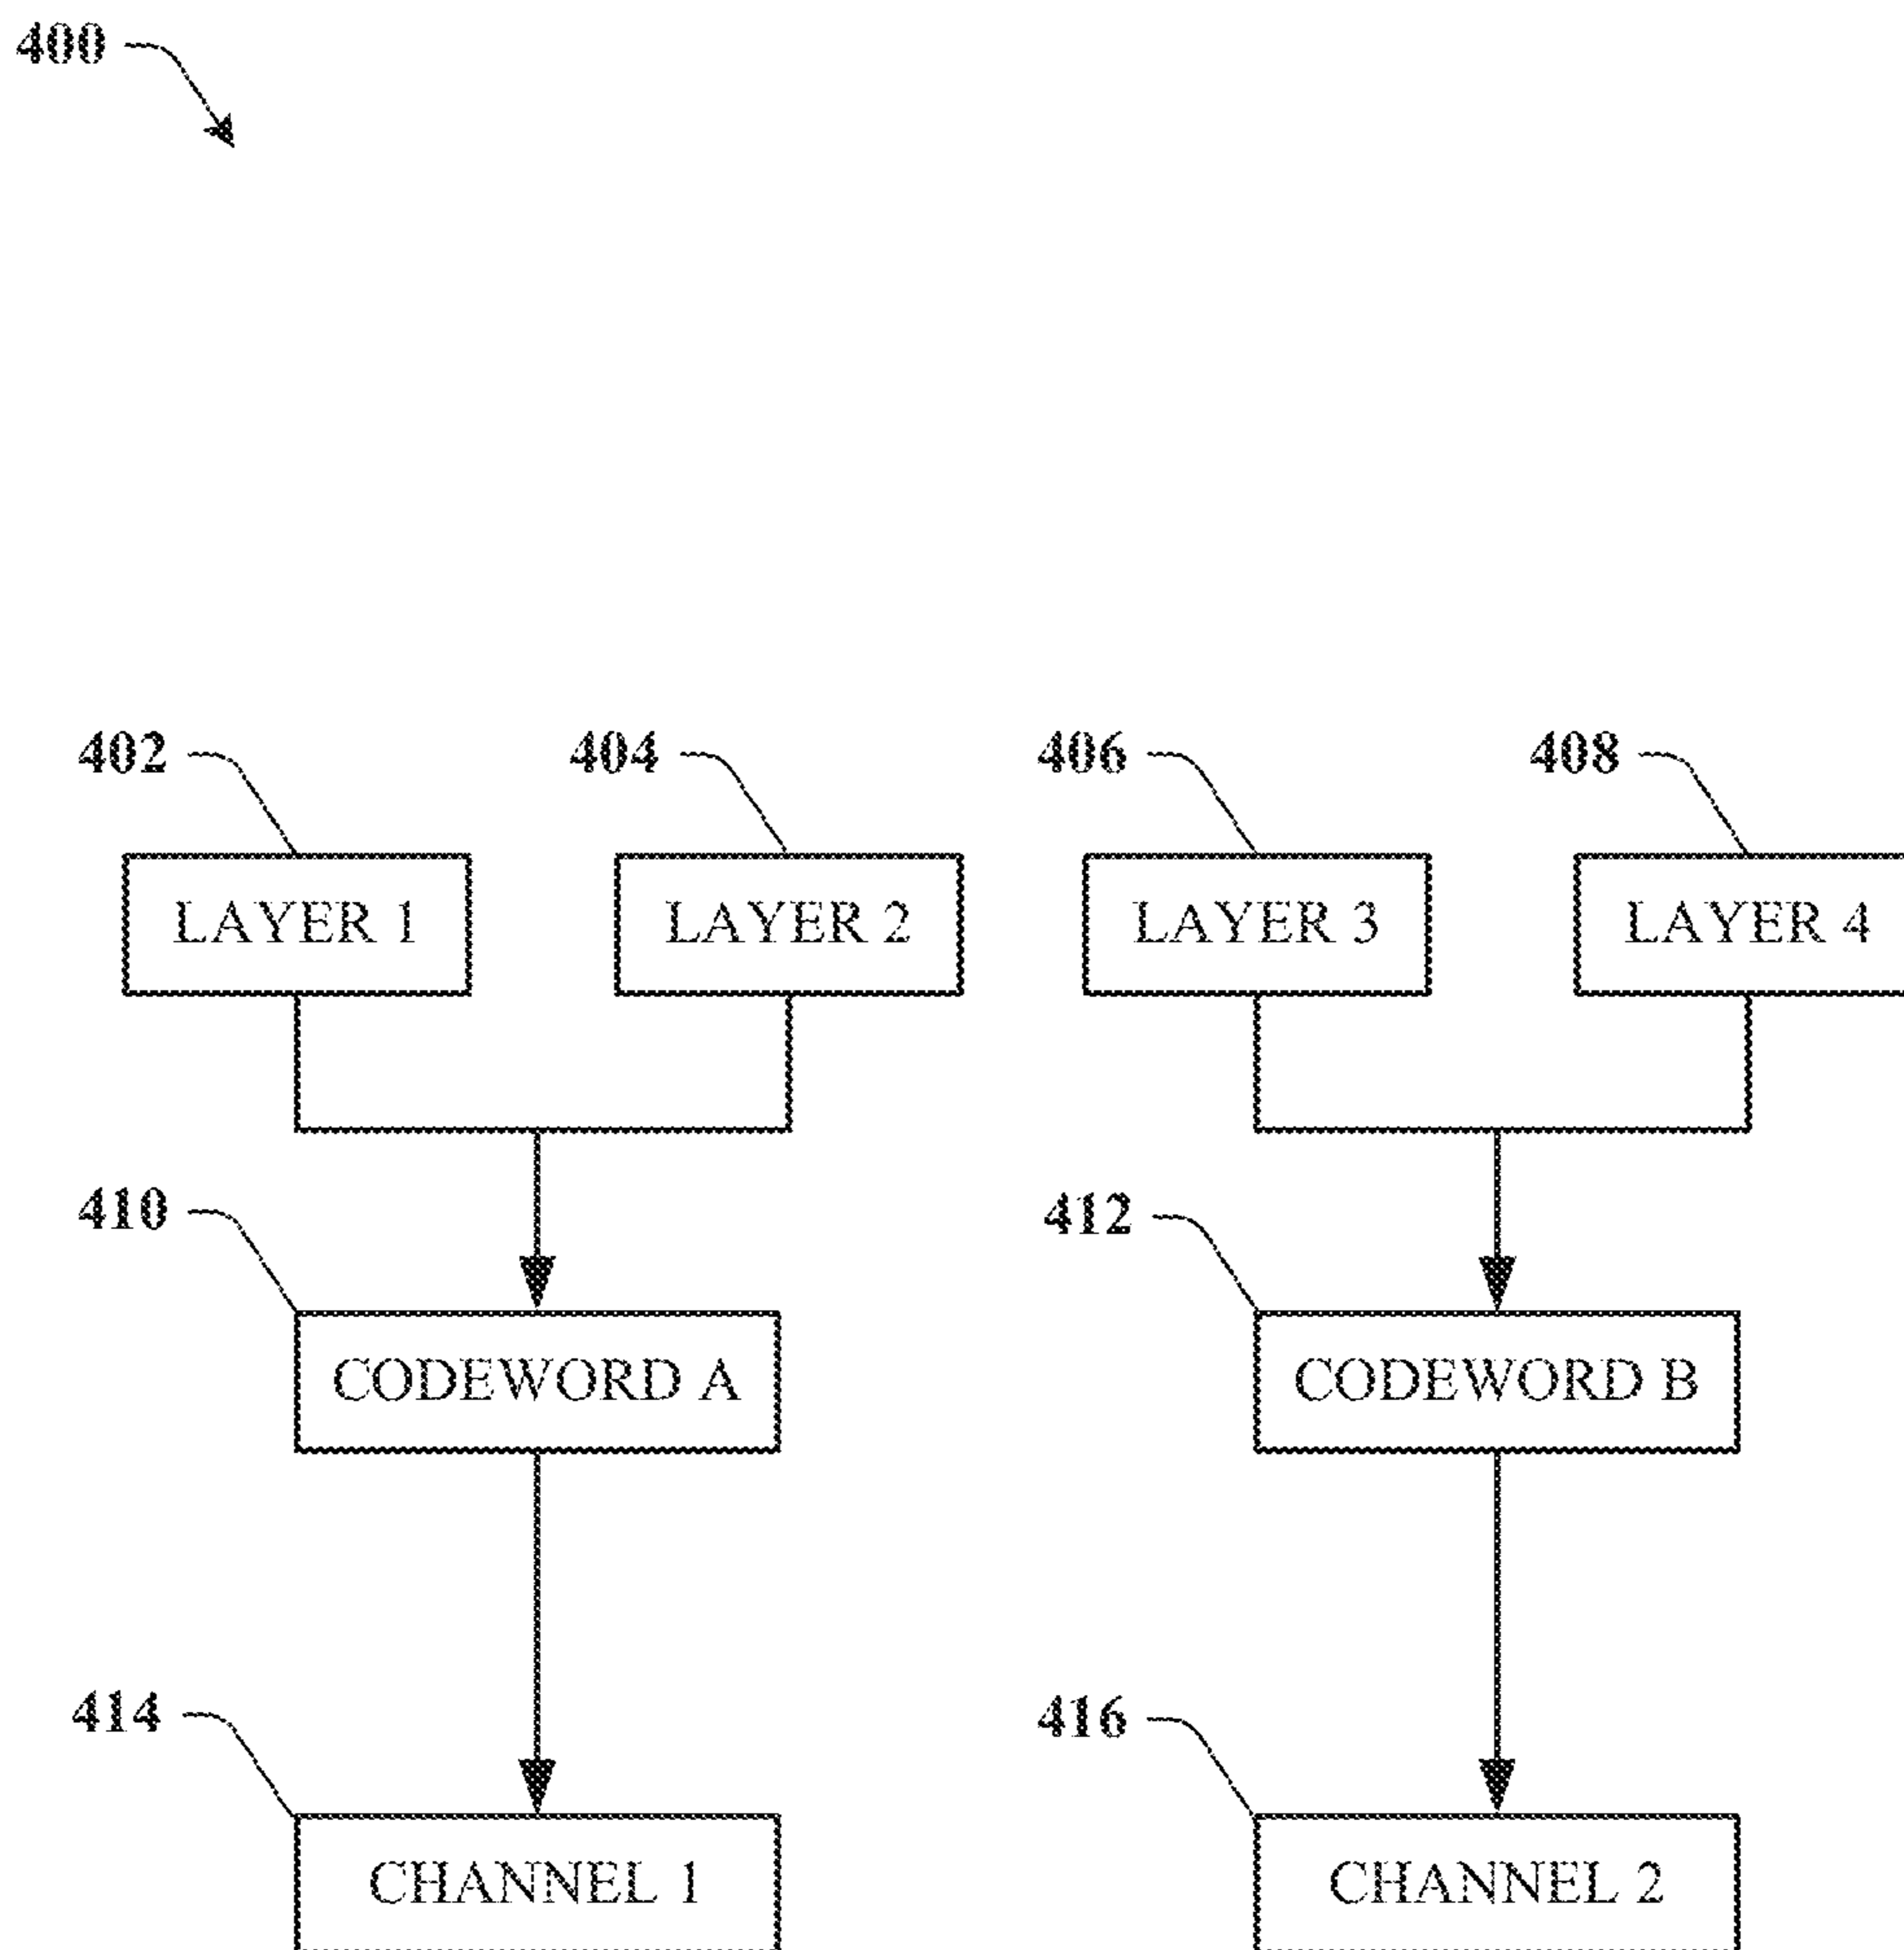 400
402 404 406 408
LAYER 1 LAYER 2 LAYER 3 LAYER 4
410 412
CODEWORD A CODEWORD B
414 416
CHANNEL 1 CHANNEL 2